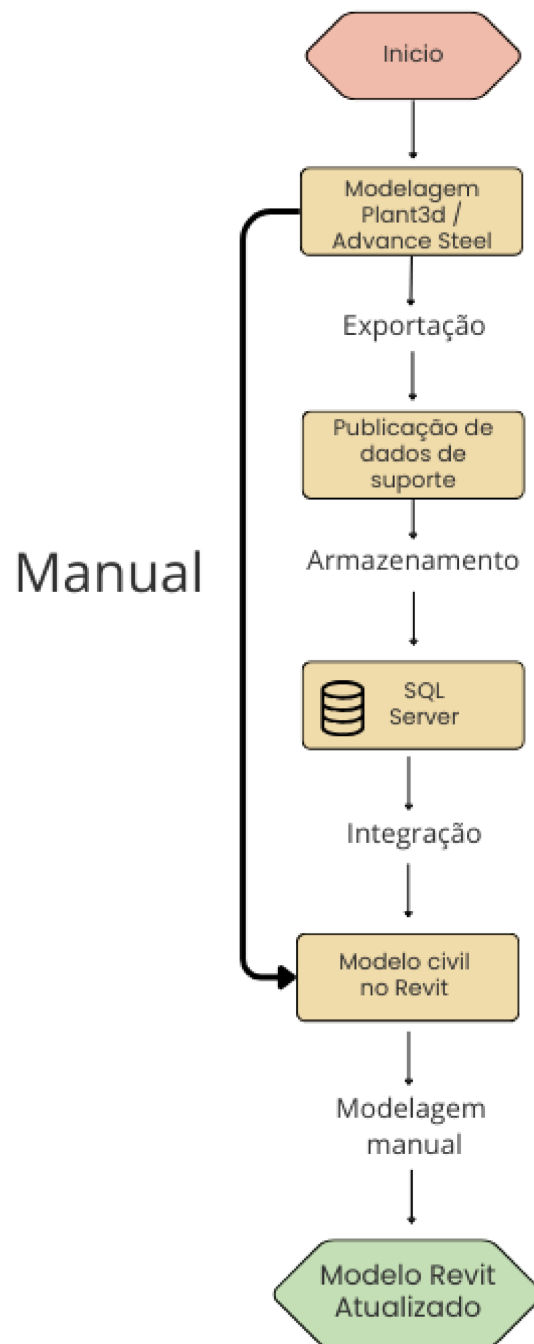 Inicio
Modelagem
Plant3d /
Advance Steel
Exportação
Publicação de
dados de
suporte
Manual
Armazenamento
SQL
Server
Integração
Modelo civil
no Revit
Modelagem
manual
Modelo Revit
Atualizado